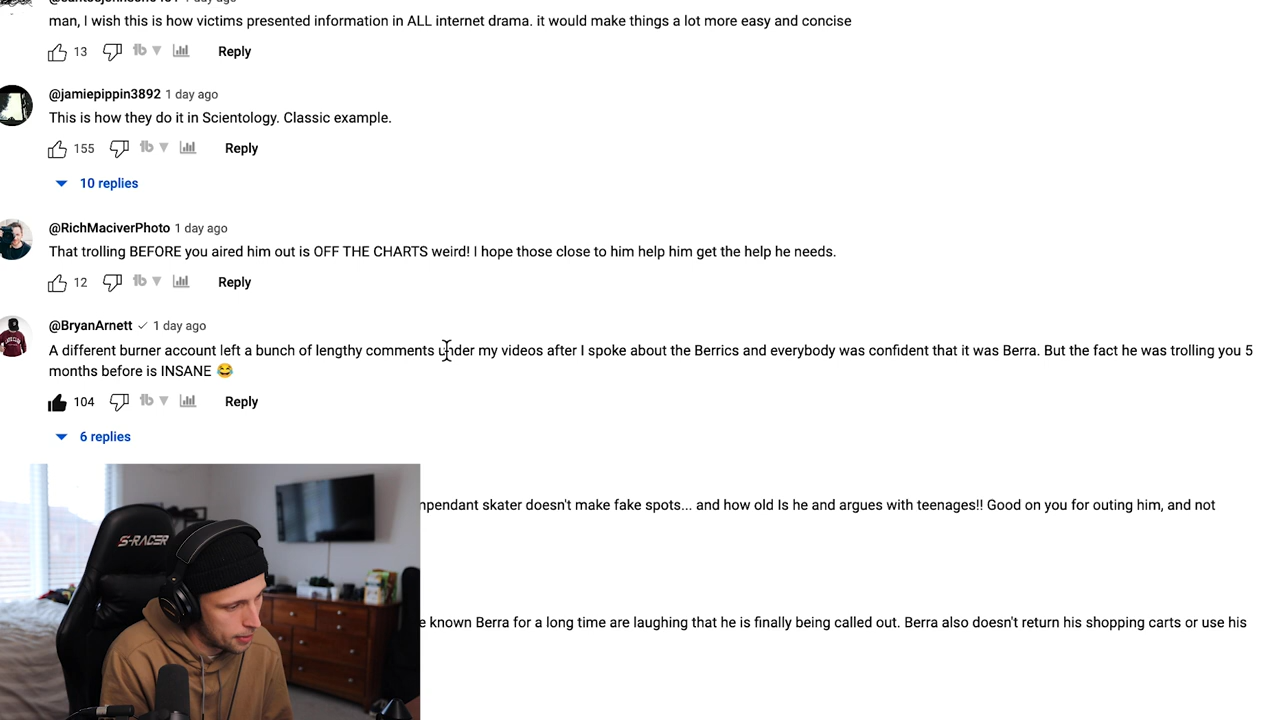 man, I wish this is how victims presented information in ALL internet drama. it would make things a lot more easy and concise
13
Reply
@jamiepippin3892 1 day ago
This is how they do it in Scientology. Classic example.
155
Reply
10 replies
@RichMaciverPhoto 1 day ago
That trolling BEFORE you aired him out is OFF THE CHARTS weird! I hope those close to him help him get the help he needs.
12
Reply
@BryanArnett 1 day ago
A different burner account left a bunch of lengthy comments under my videos after I spoke about the Berrics and everybody was confident that it was Berra. But the fact he was trolling you 5
months before is INSANE 😂
104
Reply
6 replies
skater doesn't make fake spots... and how old Is he and argues with teenages!! Good on you for outing him, and not
known Berra for a long time are laughing that he is finally being called out. Berra also doesn't return his shopping carts or use his
S-RACER